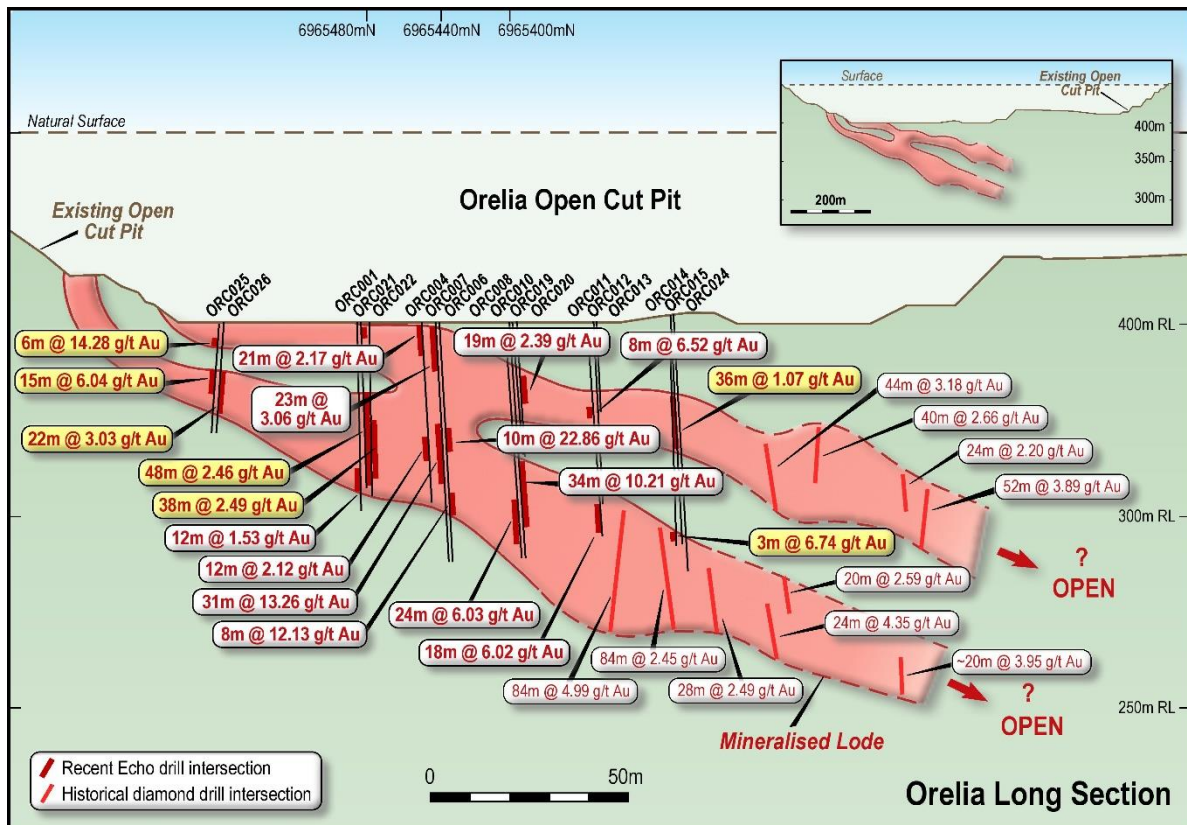 6965480mN
6965440mN
6965400mN
Surface
Existing Open
Cut Pit
400m
350m
300m
200m
Natural Surface
Orelia Open Cut Pit
Existing Open
Cut Pit
ORC025
ORC026
ORC001
ORC021
ORC022
ORC004
ORC007
ORC006
ORC008
ORC010
ORC019
ORC020
ORC011
ORC012
ORC013
ORC014
ORC015
ORC024
400m RL
6m @ 14.28 g/t Au
15m @ 6.04 g/t Au
22m @ 3.03 g/t Au
21m @ 2.17 g/t Au
23m @
3.06 g/t Au
48m @ 2.46 g/t Au
38m @ 2.49 g/t Au
12m @ 1.53 g/t Au
12m @ 2.12 g/t Au
31m @ 13.26 g/t Au
8m @ 12.13 g/t Au
19m @ 2.39 g/t Au
8m @ 6.52 g/t Au
36m @ 1.07 g/t Au
10m @ 22.86 g/t Au
34m @ 10.21 g/t Au
44m @ 3.18 g/t Au
40m @ 2.66 g/t Au
24m @ 2.20 g/t Au
52m @ 3.89 g/t Au
300m RL
3m @ 6.74 g/t Au
?
OPEN
20m @ 2.59 g/t Au
24m @ 6.03 g/t Au
18m @ 6.02 g/t Au
84m @ 4.99 g/t Au
84m @ 2.45 g/t Au
28m @ 2.49 g/t Au
24m @ 4.35 g/t Au
~20m @ 3.95 g/t Au
?
OPEN
250m RL
Mineralised Lode
Recent Echo drill intersection
Historical diamond drill intersection
0
50m
Orelia Long Section